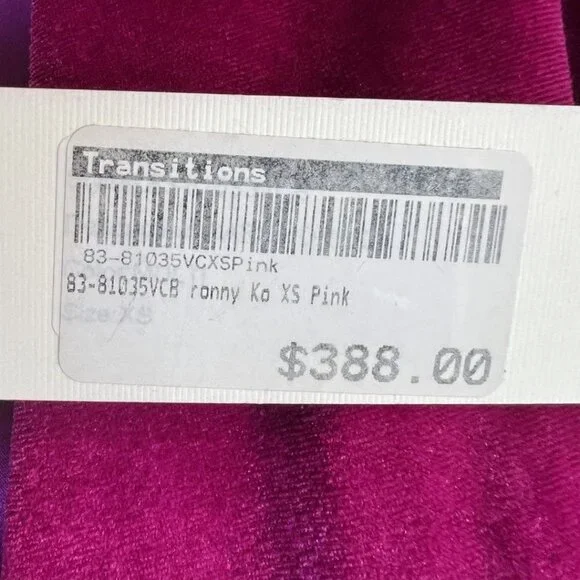 Transitions
83-81035VCXSPink
83-81035VCB ronny Ko XS Pink
Size XS
$388.00